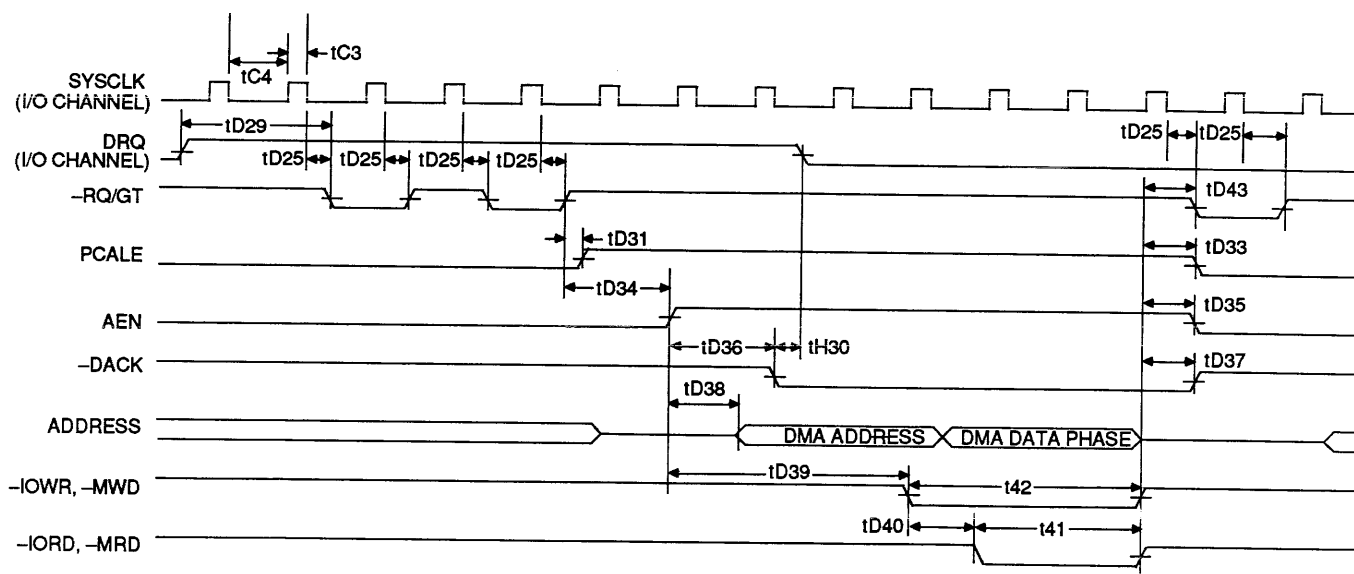 tC3
tC4
SYSCLK
(I/O CHANNEL)
tD29
DRQ
(I/O CHANNEL)
tD25 tD25 tD25 tD25
tD25 tD25
–RQ/GT
tD43
PCALE
tD31
tD33
tD34
AEN
tD35
–DACK
tD36
tH30
tD37
tD38
ADDRESS
DMA ADDRESS
DMA DATA PHASE
tD39
–IOWR, –MWD
t42
tD40
t41
–IORD, –MRD